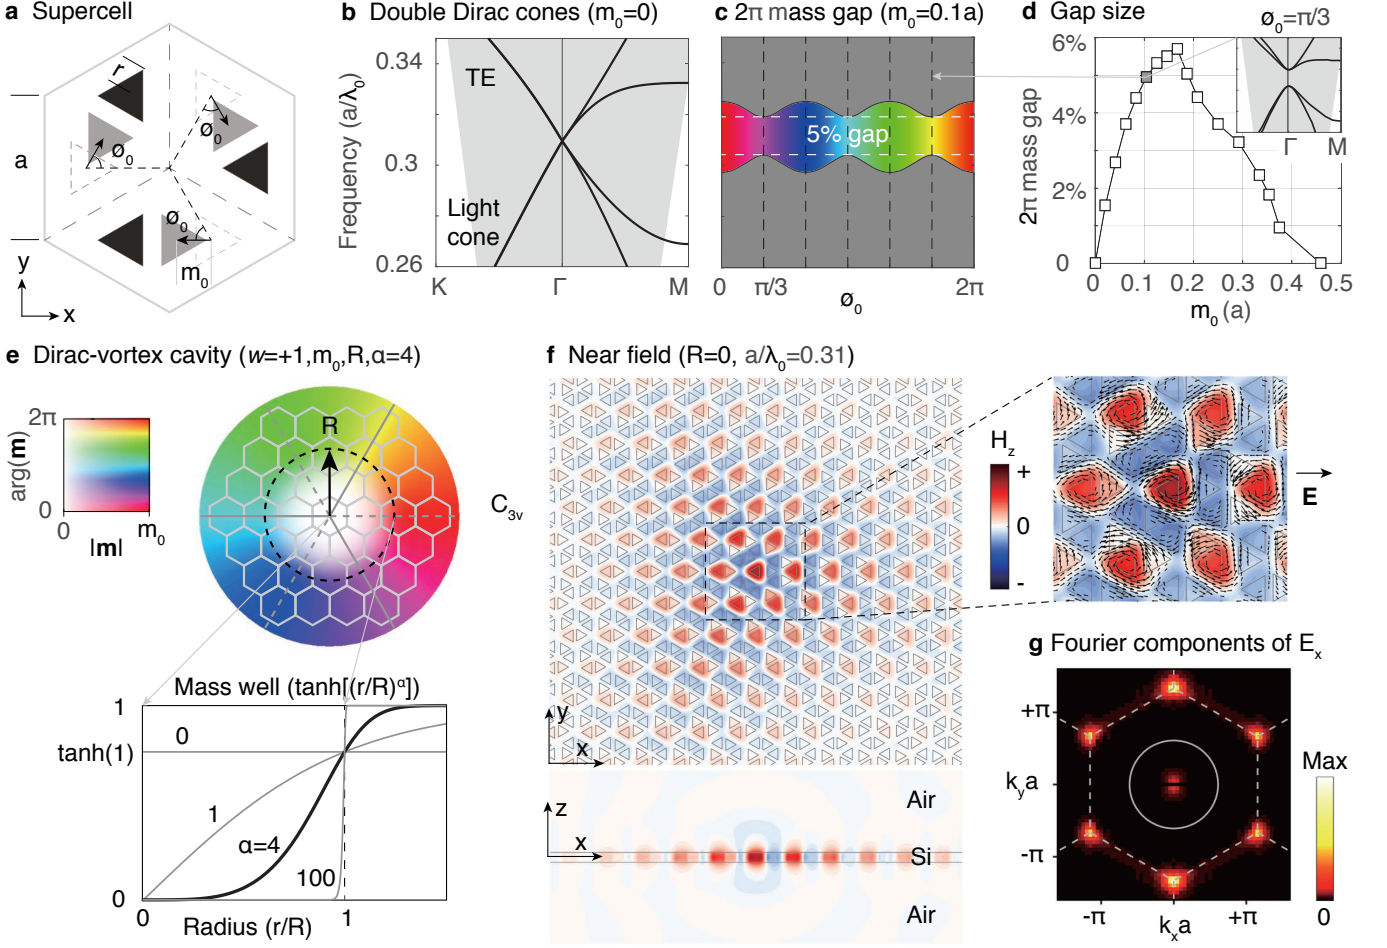 a Supercell
r
ø₀
ø₀
a
ø₀
m₀
y
x
b Double Dirac cones (m₀=0)
Frequency (a/λ₀)
0.34
0.3
0.26
TE
Light
cone
K Γ M
c 2π mass gap (m₀=0.1a)
5% gap
0 π/3 2π
ø₀
d Gap size
ø₀=π/3
2π mass gap
6%
4%
2%
0
Γ M
0 0.1 0.2 0.3 0.4 0.5
m₀ (a)
e Dirac-vortex cavity (w=+1,m₀,R,α=4)
arg(m)
2π
0
0 m₀
|m|
R
C₃ᵥ
Mass well (tanh[(r/R)^α])
1
tanh(1)
0
0
1
α=4
100
0 1
Radius (r/R)
f Near field (R=0, a/λ₀=0.31)
y
x
H_z
+
0
-
E
z
x
Air
Si
Air
g Fourier components of Eₓ
+π
k_y a
-π
-π kₓa +π
Max
0